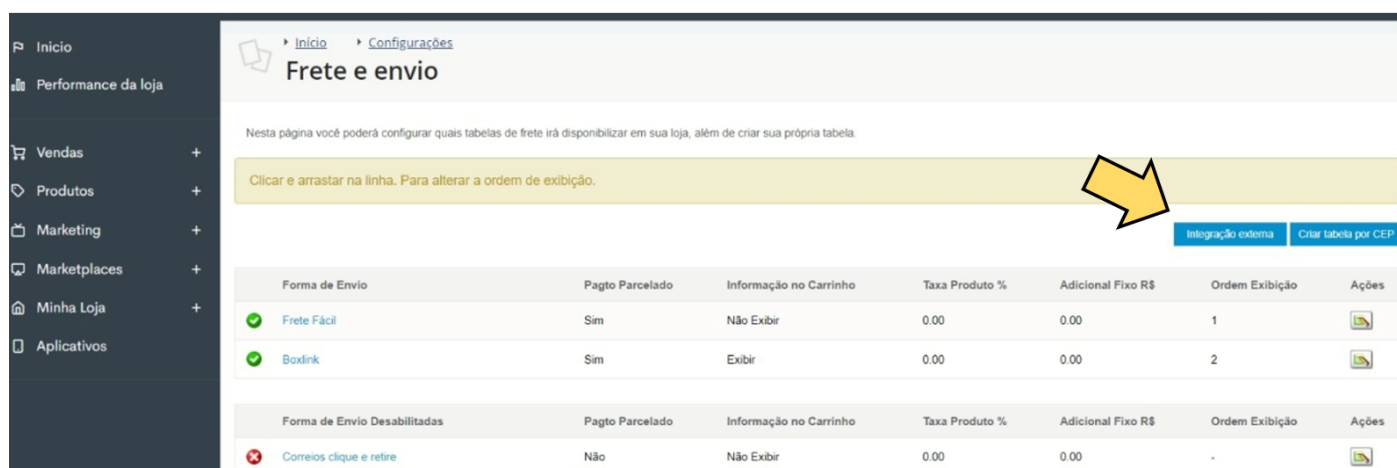 Inicio
Performance da loja
Vendas +
Produtos +
Marketing +
Marketplaces +
Minha Loja +
Aplicativos
Início Configurações
Frete e envio
Nesta página você poderá configurar quais tabelas de frete irá disponibilizar em sua loja, além de criar sua própria tabela.
Clicar e arrastar na linha. Para alterar a ordem de exibição.
Integração externa Criar tabela por CEP
Forma de Envio Pagto Parcelado Informação no Carrinho Taxa Produto % Adicional Fixo R$ Ordem Exibição Ações
Frete Fácil Sim Não Exibir 0.00 0.00 1
Boxlink Sim Exibir 0.00 0.00 2
Forma de Envio Desabilitadas Pagto Parcelado Informação no Carrinho Taxa Produto % Adicional Fixo R$ Ordem Exibição Ações
Correios clique e retire Não Não Exibir 0.00 0.00 -